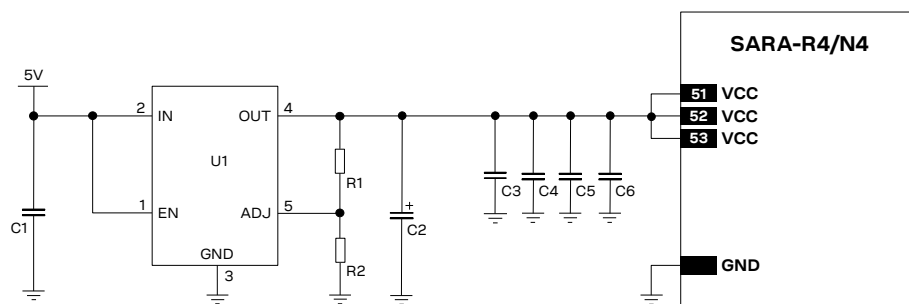 SARA-R4/N4
5V
51 VCC
2 IN OUT 4
52 VCC
53 VCC
U1
R1
C3 C4 C5 C6
1 EN ADJ 5
+
C1
C2
GND
R2
3
GND